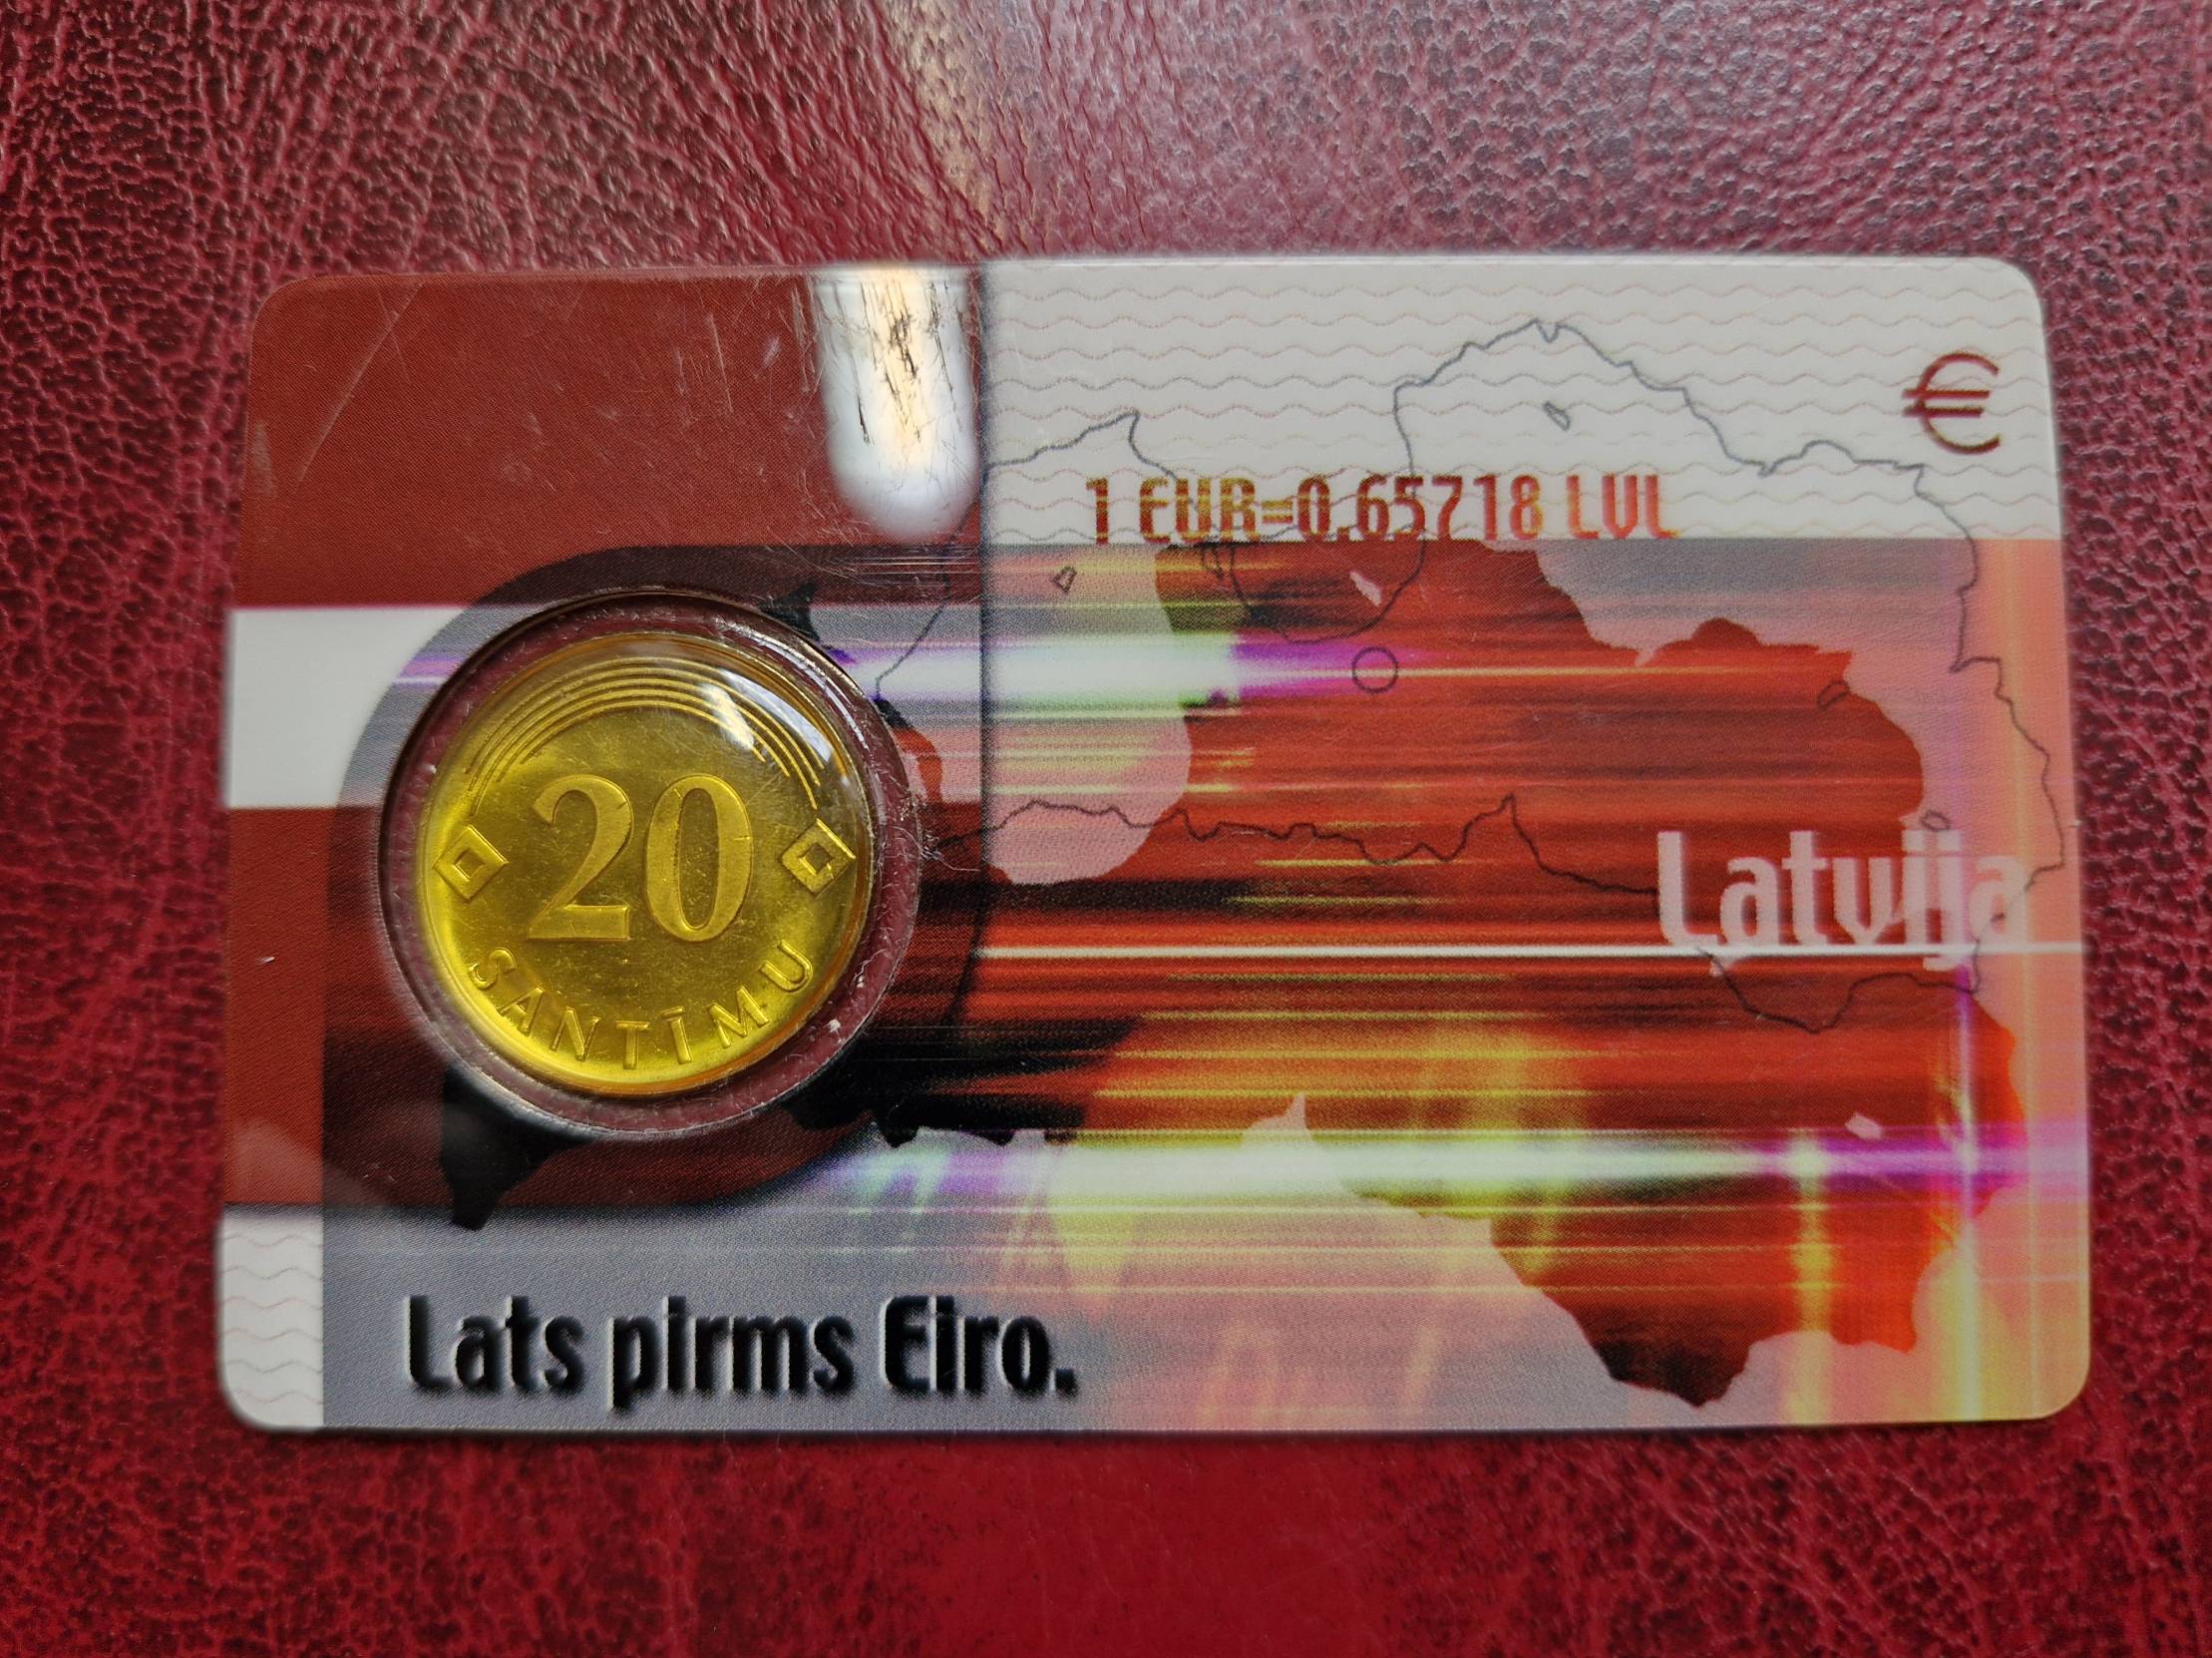 €
1 EUR=0,65718 LVL
20
SANTĪMU
Latvija
Lats pirms Eiro.